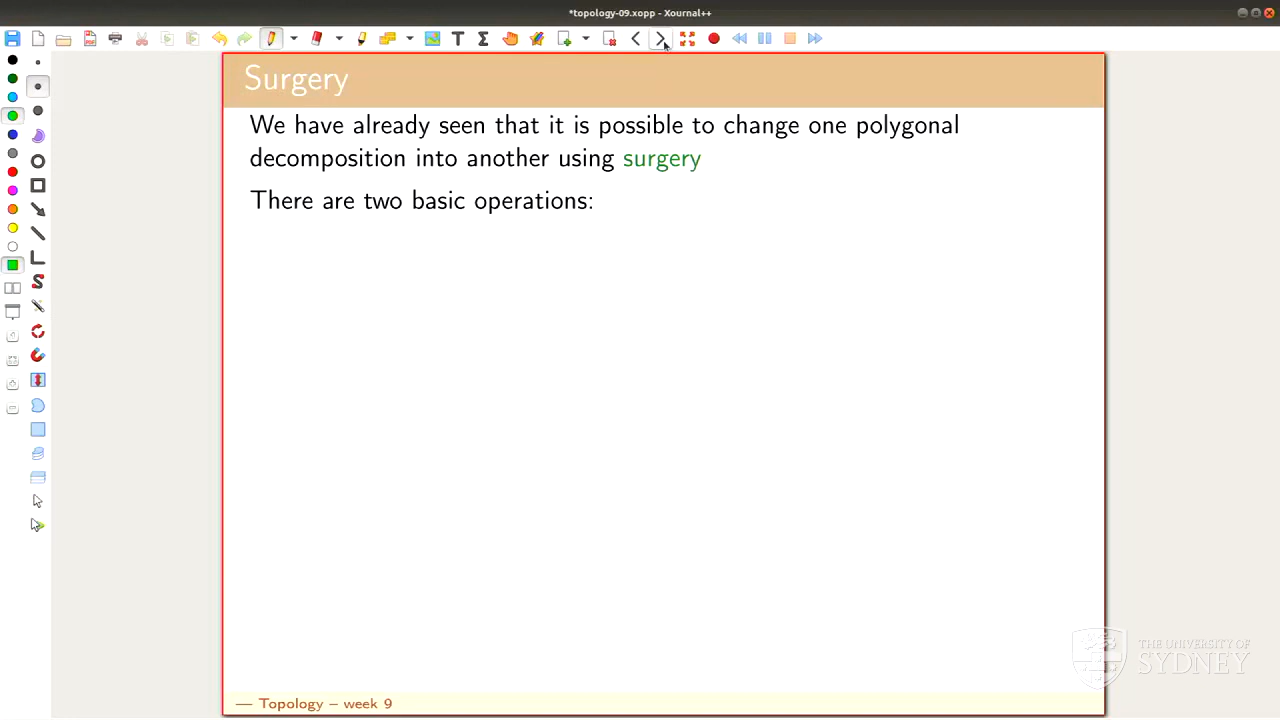 *topology-09.xopp - Xournal++
Surgery
We have already seen that it is possible to change one polygonal
decomposition into another using surgery
There are two basic operations:
THE UNIVERSITY OF
SYDNEY
— Topology – week 9